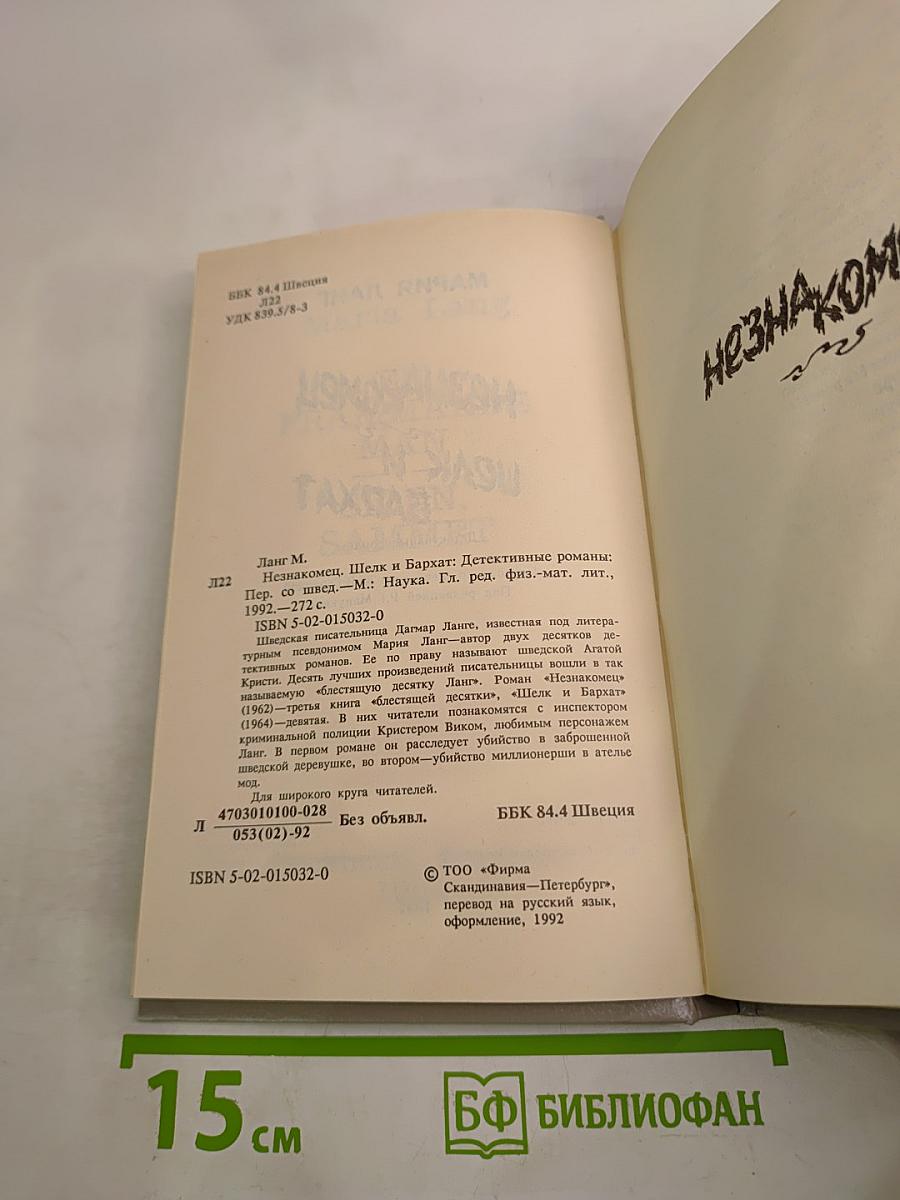 ББК 84.4 Швеция
Л22
УДК 839.5/8-3
Ланг М.
Л22 Незнакомец. Шелк и Бархат: Детективные романы:
Пер. со швед.—М.: Наука. Гл. ред. физ.-мат. лит.,
1992.—272 с.
ISBN 5-02-015032-0
Шведская писательница Дагмар Ланге, известная под литера-
турным псевдонимом Мария Ланг—автор двух десятков де-
тективных романов. Ее по праву называют шведской Агатой
Кристи. Десять лучших произведений писательницы вошли в так
называемую «блестящую десятку Ланг». Роман «Незнакомец»
(1962)—третья книга «блестящей десятки», «Шелк и Бархат»
(1964)—девятая. В них читатели познакомятся с инспектором
криминальной полиции Кристером Виком, любимым персонажем
Ланг. В первом романе он расследует убийство в заброшенной
шведской деревушке, во втором—убийство миллионерши в ателье
мод.
Для широкого круга читателей.
Л 4703010100-028 Без объявл. ББК 84.4 Швеция
053(02)-92
ISBN 5-02-015032-0
© ТОО «Фирма
Скандинавия—Петербург»,
перевод на русский язык,
оформление, 1992
НЕЗНАКОМ
15 см
БФ БИБЛИОФАН